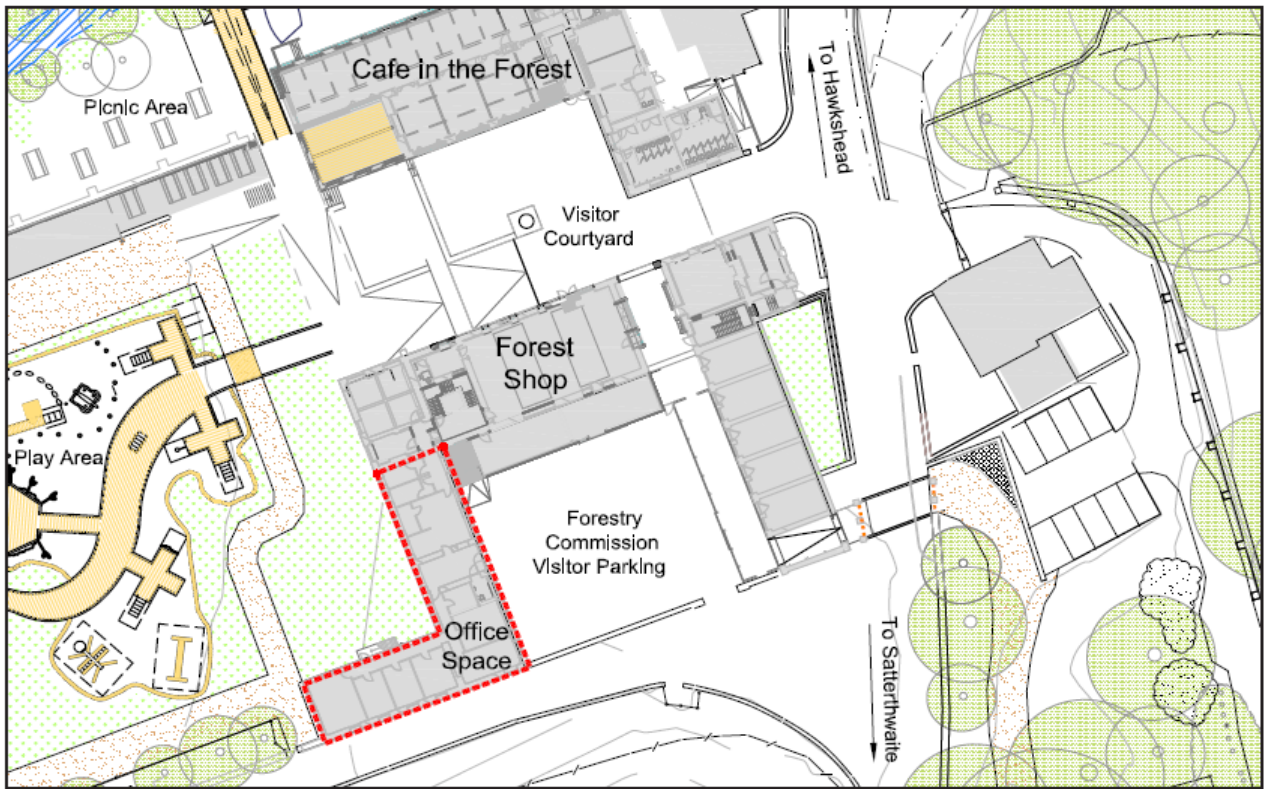 Cafe in the Forest
To Hawkshead
Picnic Area
Visitor
Courtyard
Forest
Shop
Play Area
Forestry
Commission
Visitor Parking
Office
Space
To Satterthwaite